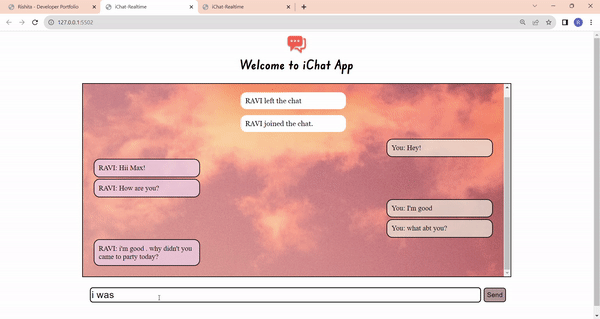 Rishita - Developer Portfolio
iChat-Realtime
iChat-Realtime
127.0.0.1:5502
R
Welcome to iChat App
RAVI left the chat
RAVI joined the chat.
You: Hey!
RAVI: Hii Max!
RAVI: How are you?
You: I'm good
You: what abt you?
RAVI: i'm good . why didn't you
came to party today?
i was
Send